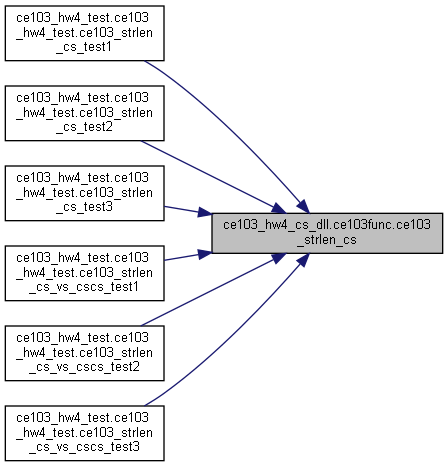 ce103_hw4_test.ce103
_hw4_test.ce103_strlen
_cs_test1
ce103_hw4_test.ce103
_hw4_test.ce103_strlen
_cs_test2
ce103_hw4_test.ce103
_hw4_test.ce103_strlen
_cs_test3
ce103_hw4_cs_dll.ce103func.ce103
_strlen_cs
ce103_hw4_test.ce103
_hw4_test.ce103_strlen
_cs_vs_cscs_test1
ce103_hw4_test.ce103
_hw4_test.ce103_strlen
_cs_vs_cscs_test2
ce103_hw4_test.ce103
_hw4_test.ce103_strlen
_cs_vs_cscs_test3